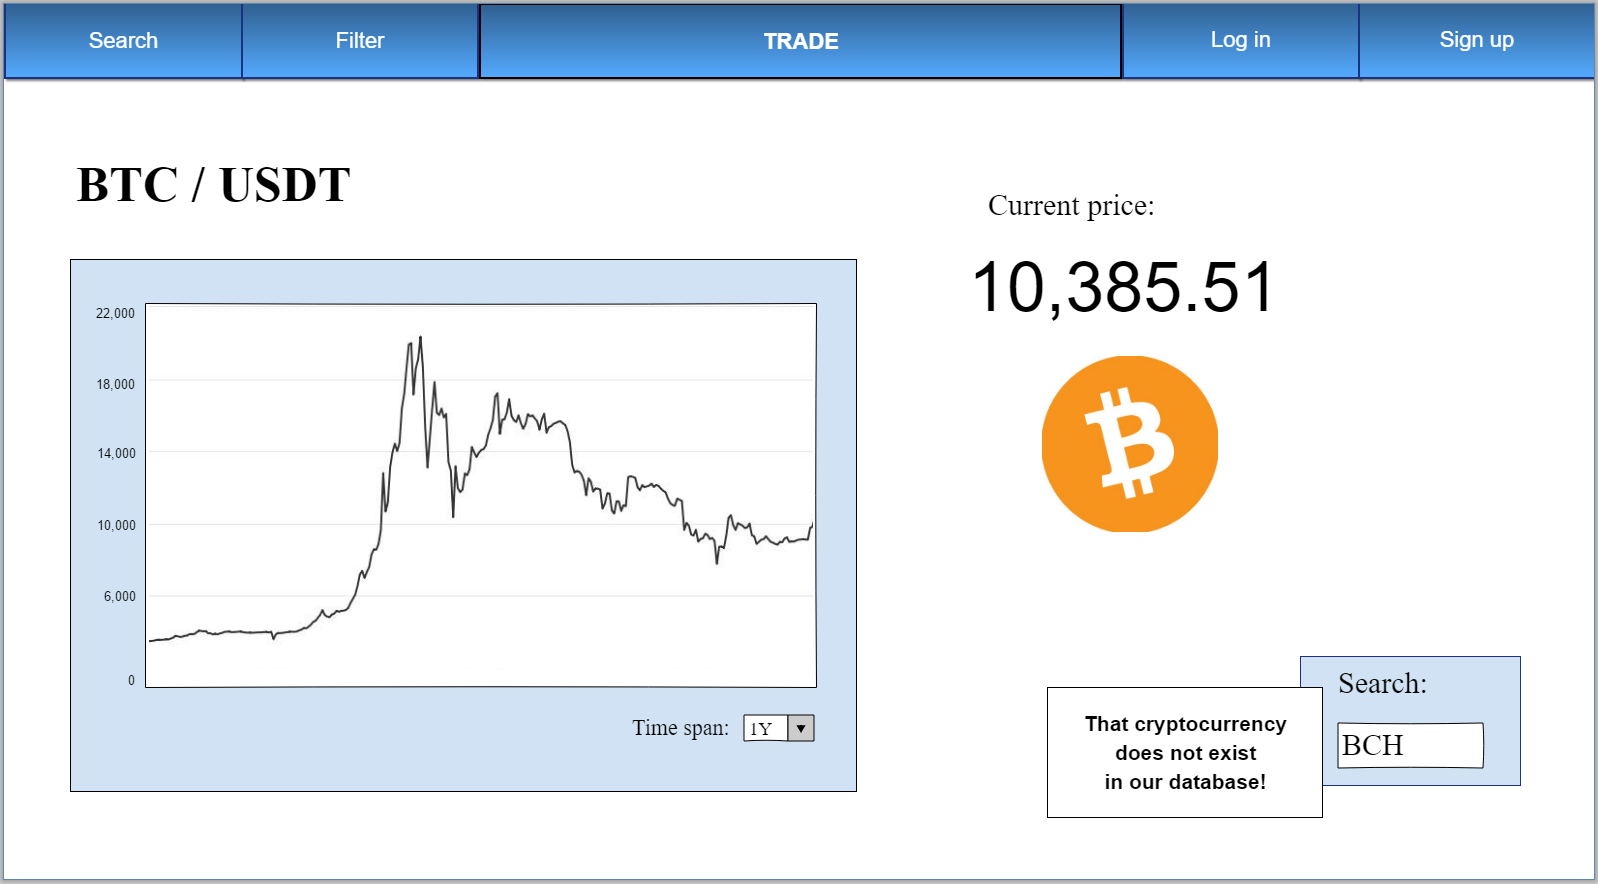 Search
Filter
TRADE
Log in
Sign up
BTC / USDT
Current price:
10,385.51
22,000
18,000
14,000
10,000
6,000
0
Time span:
1Y
Search:
BCH
That cryptocurrency
does not exist
in our database!